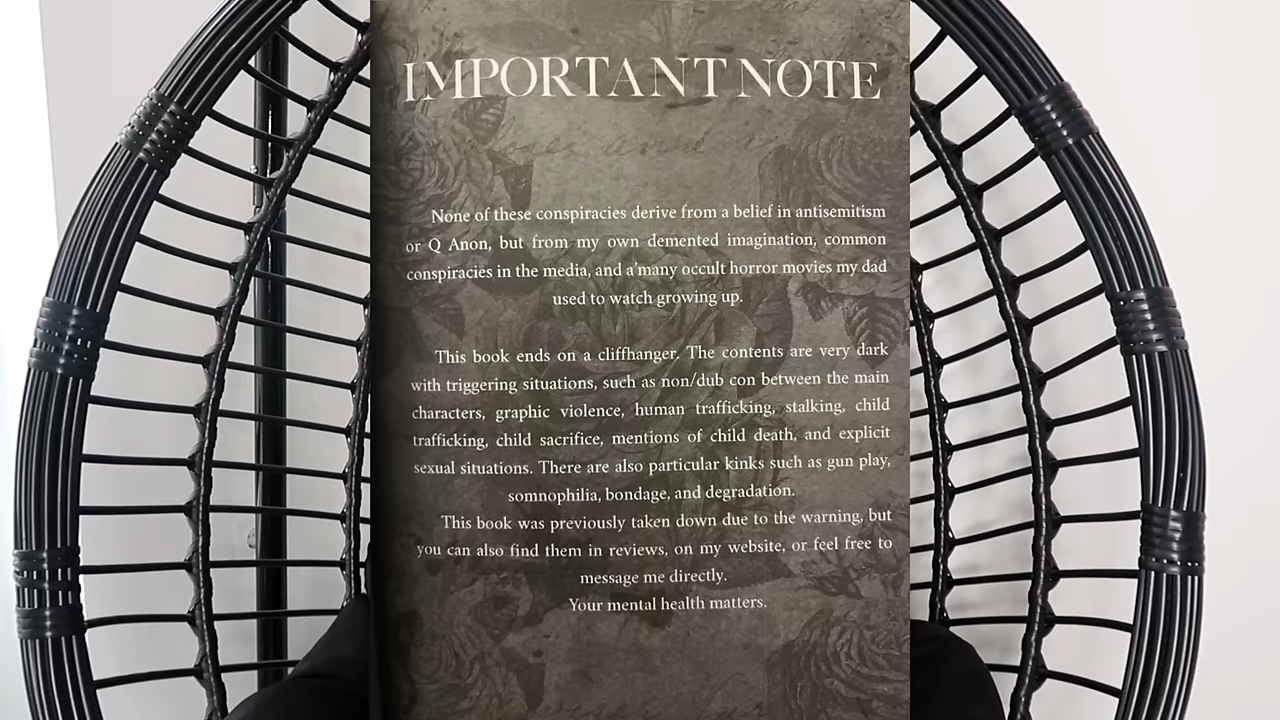 IMPORTANT NOTE
None of these conspiracies derive from a belief in antisemitism
or Q Anon, but from my own demented imagination, common
conspiracies in the media, and a'many occult horror movies my dad
used to watch growing up.
This book ends on a cliffhanger. The contents are very dark
with triggering situations, such as non/dub con between the main
characters, graphic violence, human trafficking, stalking, child
trafficking, child sacrifice, mentions of child death, and explicit
sexual situations. There are also particular kinks such as gun play,
somnophilia, bondage, and degradation.
This book was previously taken down due to the warning, but
you can also find them in reviews, on my website, or feel free to
message me directly.
Your mental health matters.